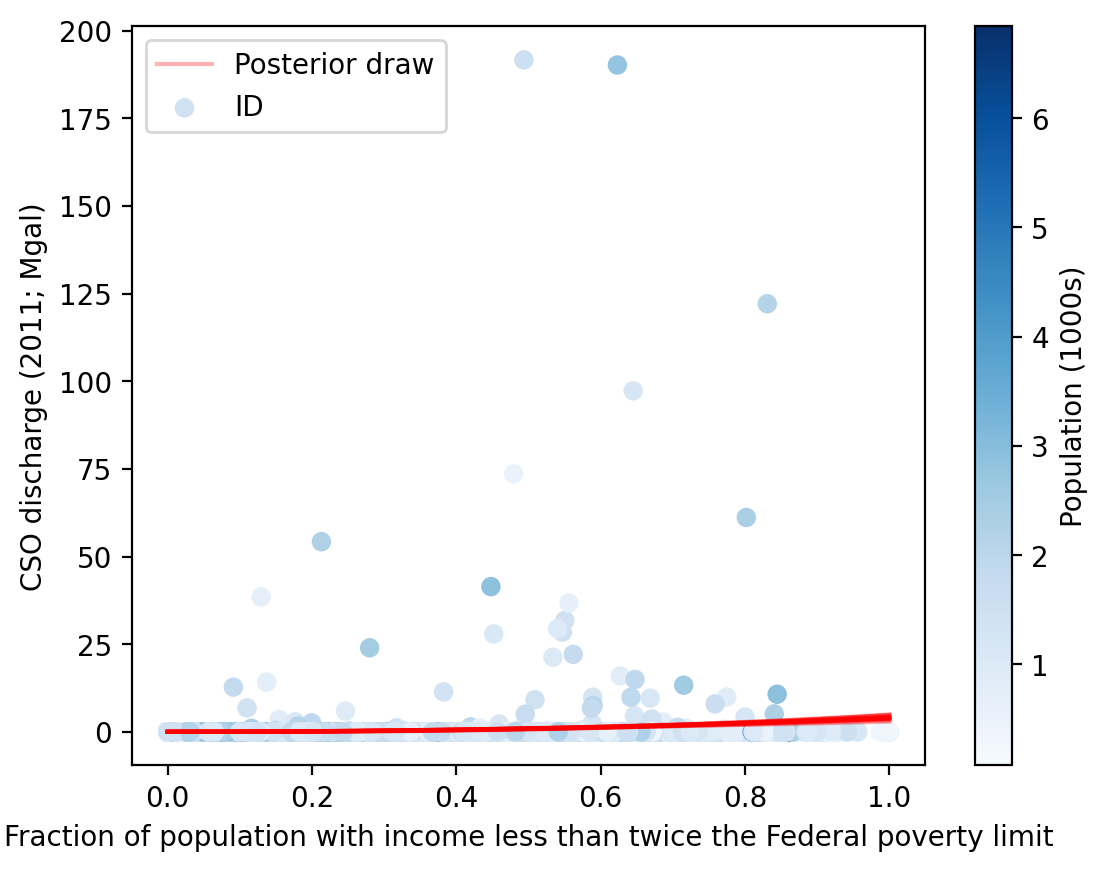 200
175
150
125
100
75
50
25
0
CSO discharge (2011; Mgal)
Posterior draw
ID
0.0 0.2 0.4 0.6 0.8 1.0
Fraction of population with income less than twice the Federal poverty limit
6
5
4
3
2
1
Population (1000s)